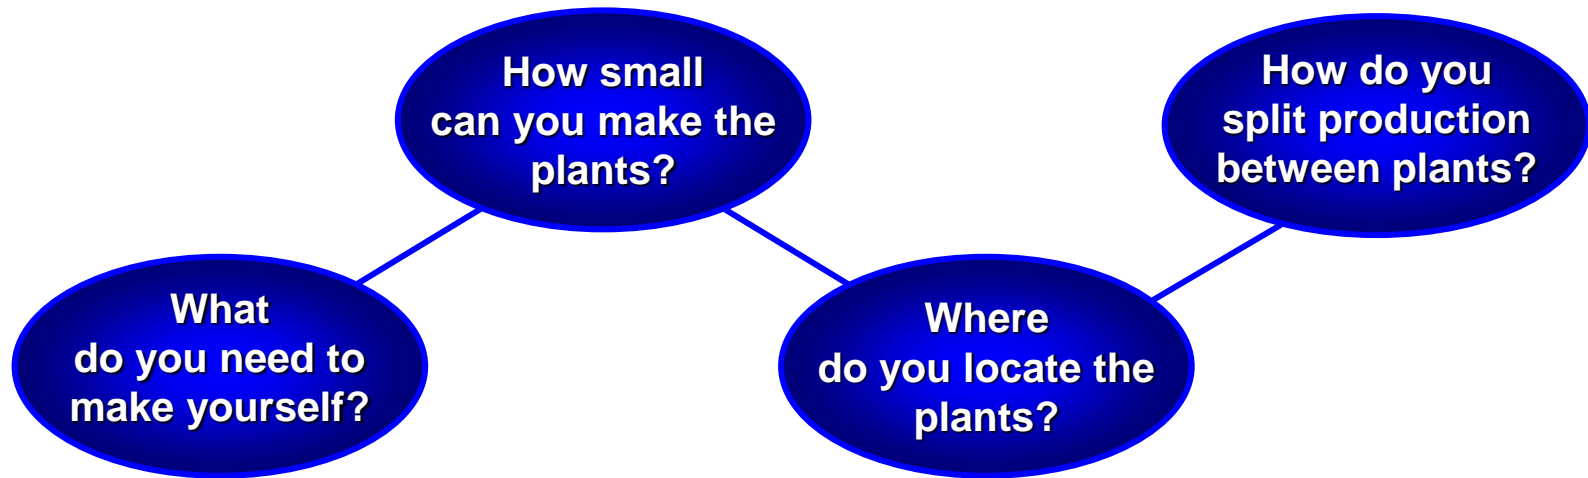 What
do you need to
make yourself?
How small
can you make the
plants?
Where
do you locate the
plants?
How do you
split production
between plants?